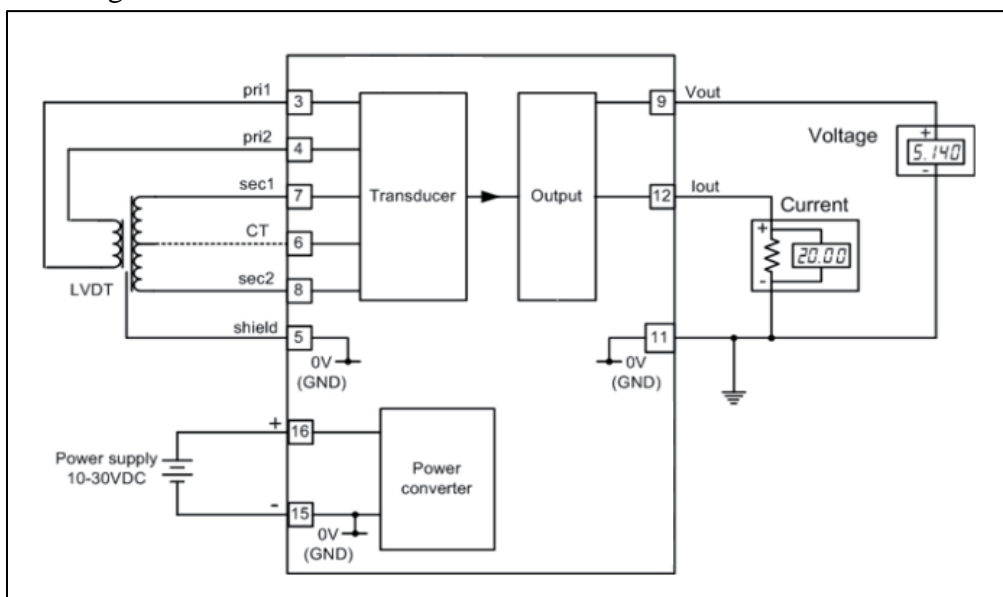 pri1
3
pri2
4
sec1
7
CT
6
sec2
8
LVDT
shield
5
0V
(GND)
Transducer
Output
9
Vout
Voltage
+
5.140
-
12
Iout
Current
+
20.00
-
11
0V
(GND)
Power supply
10-30VDC
+
16
-
15
0V
(GND)
Power
converter